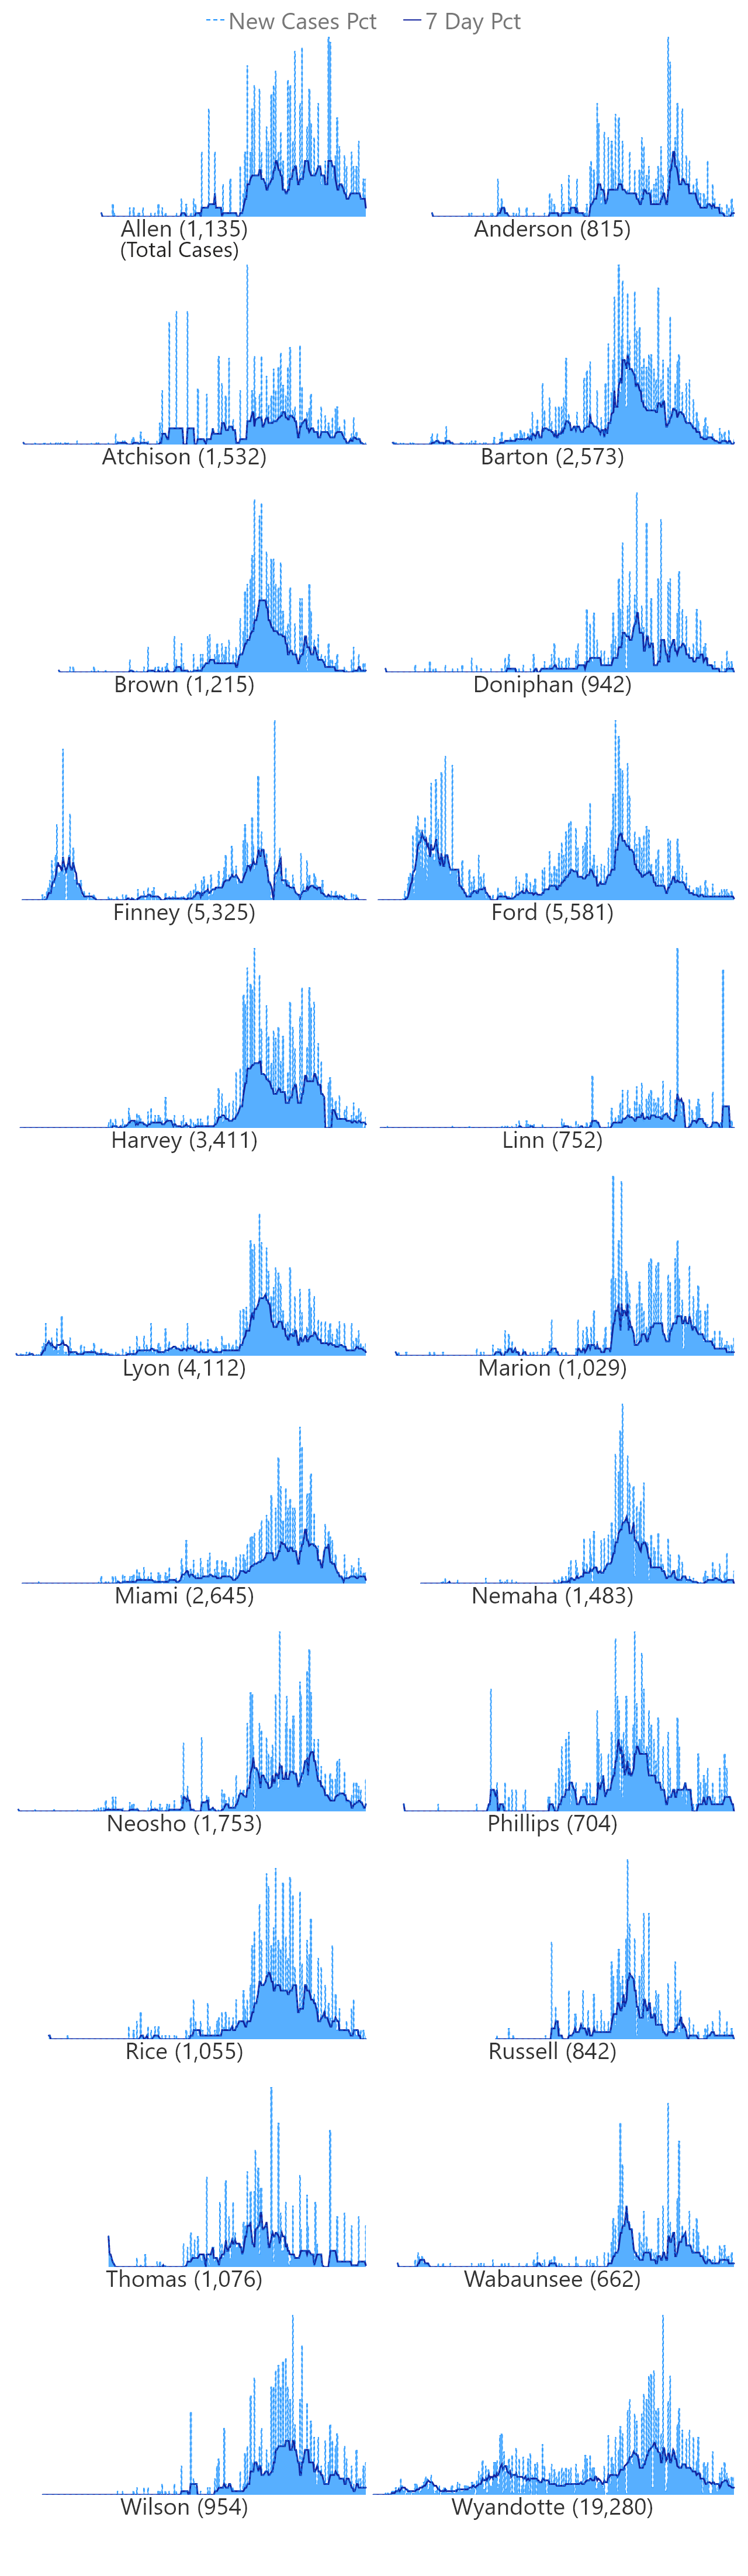 New Cases Pct 7 Day Pct
Allen (1,135) Anderson (815)
(Total Cases)
Atchison (1,532) Barton (2,573)
Brown (1,215) Doniphan (942)
Finney (5,325) Ford (5,581)
Harvey (3,411) Linn (752)
Lyon (4,112) Marion (1,029)
Miami (2,645) Nemaha (1,483)
Neosho (1,753) Phillips (704)
Rice (1,055) Russell (842)
Thomas (1,076) Wabaunsee (662)
Wilson (954) Wyandotte (19,280)